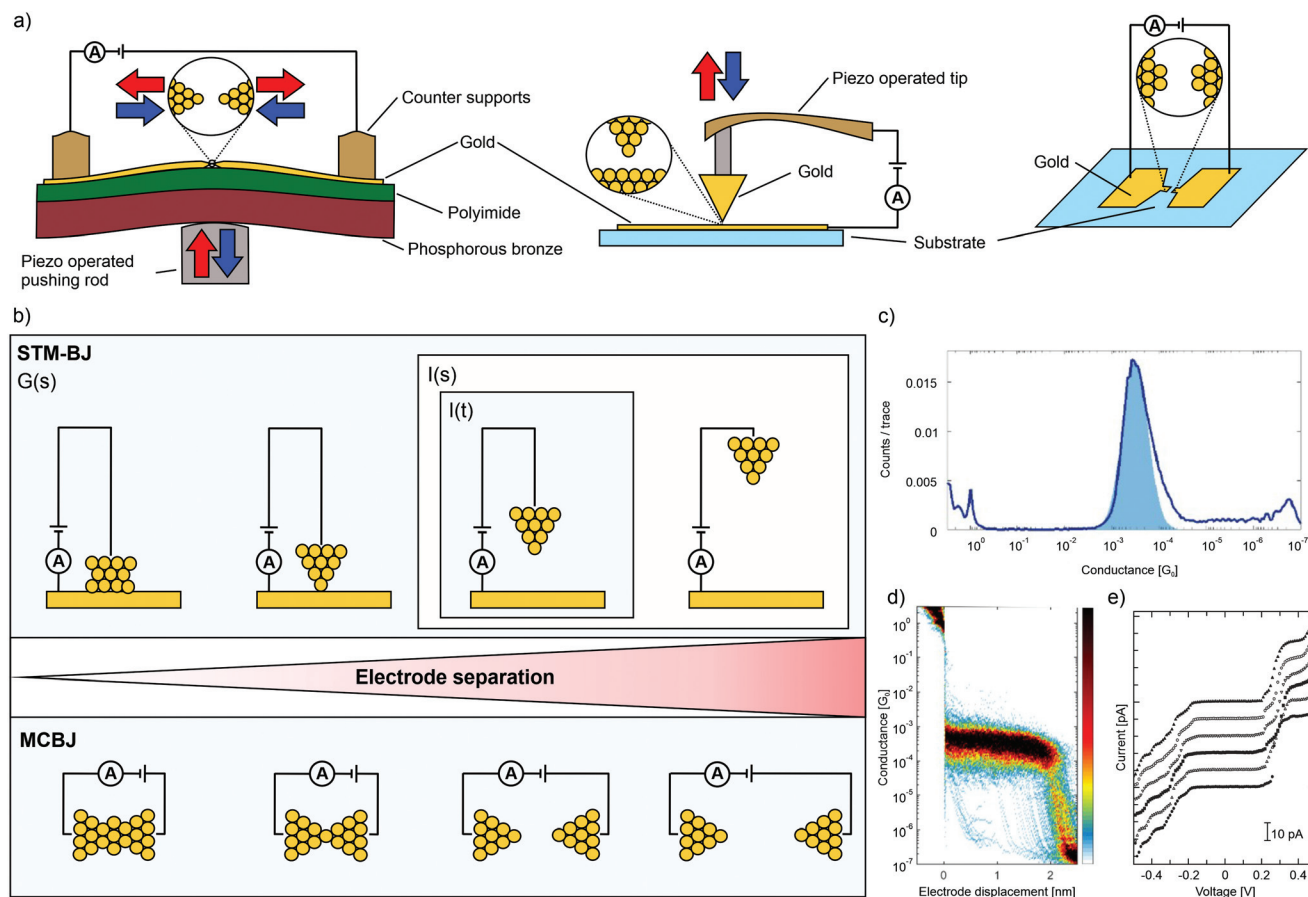 a)
A
A
Counter supports
Gold
Polyimide
Phosphorous bronze
Piezo operated
pushing rod
Piezo operated tip
Gold
A
Substrate
Gold
b)
STM-BJ
G(s)
I(s)
I(t)
A
A
A
A
Electrode separation
MCBJ
A
A
A
A
c)
Counts / trace
0.015
0.01
0.005
0
10⁰ 10⁻¹ 10⁻² 10⁻³ 10⁻⁴ 10⁻⁵ 10⁻⁶ 10⁻⁷
Conductance [G₀]
d)
Conductance [G₀]
10⁰
10⁻¹
10⁻²
10⁻³
10⁻⁴
10⁻⁵
10⁻⁶
10⁻⁷
0 1 2
Electrode displacement [nm]
e)
Current [pA]
10 pA
-0.4 -0.2 0 0.2 0.4
Voltage [V]